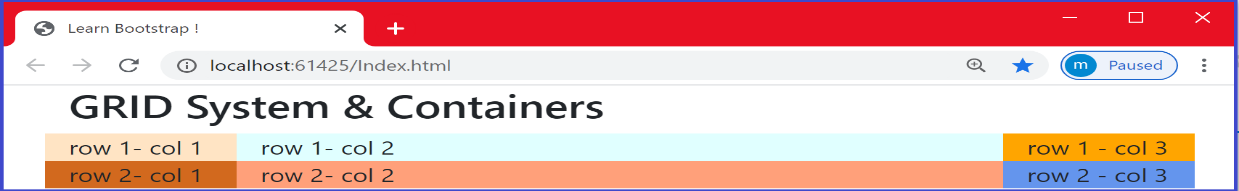 Learn Bootstrap !
localhost:61425/Index.html
m Paused
GRID System & Containers
row 1- col 1 row 1- col 2 row 1 - col 3
row 2- col 1 row 2- col 2 row 2 - col 3